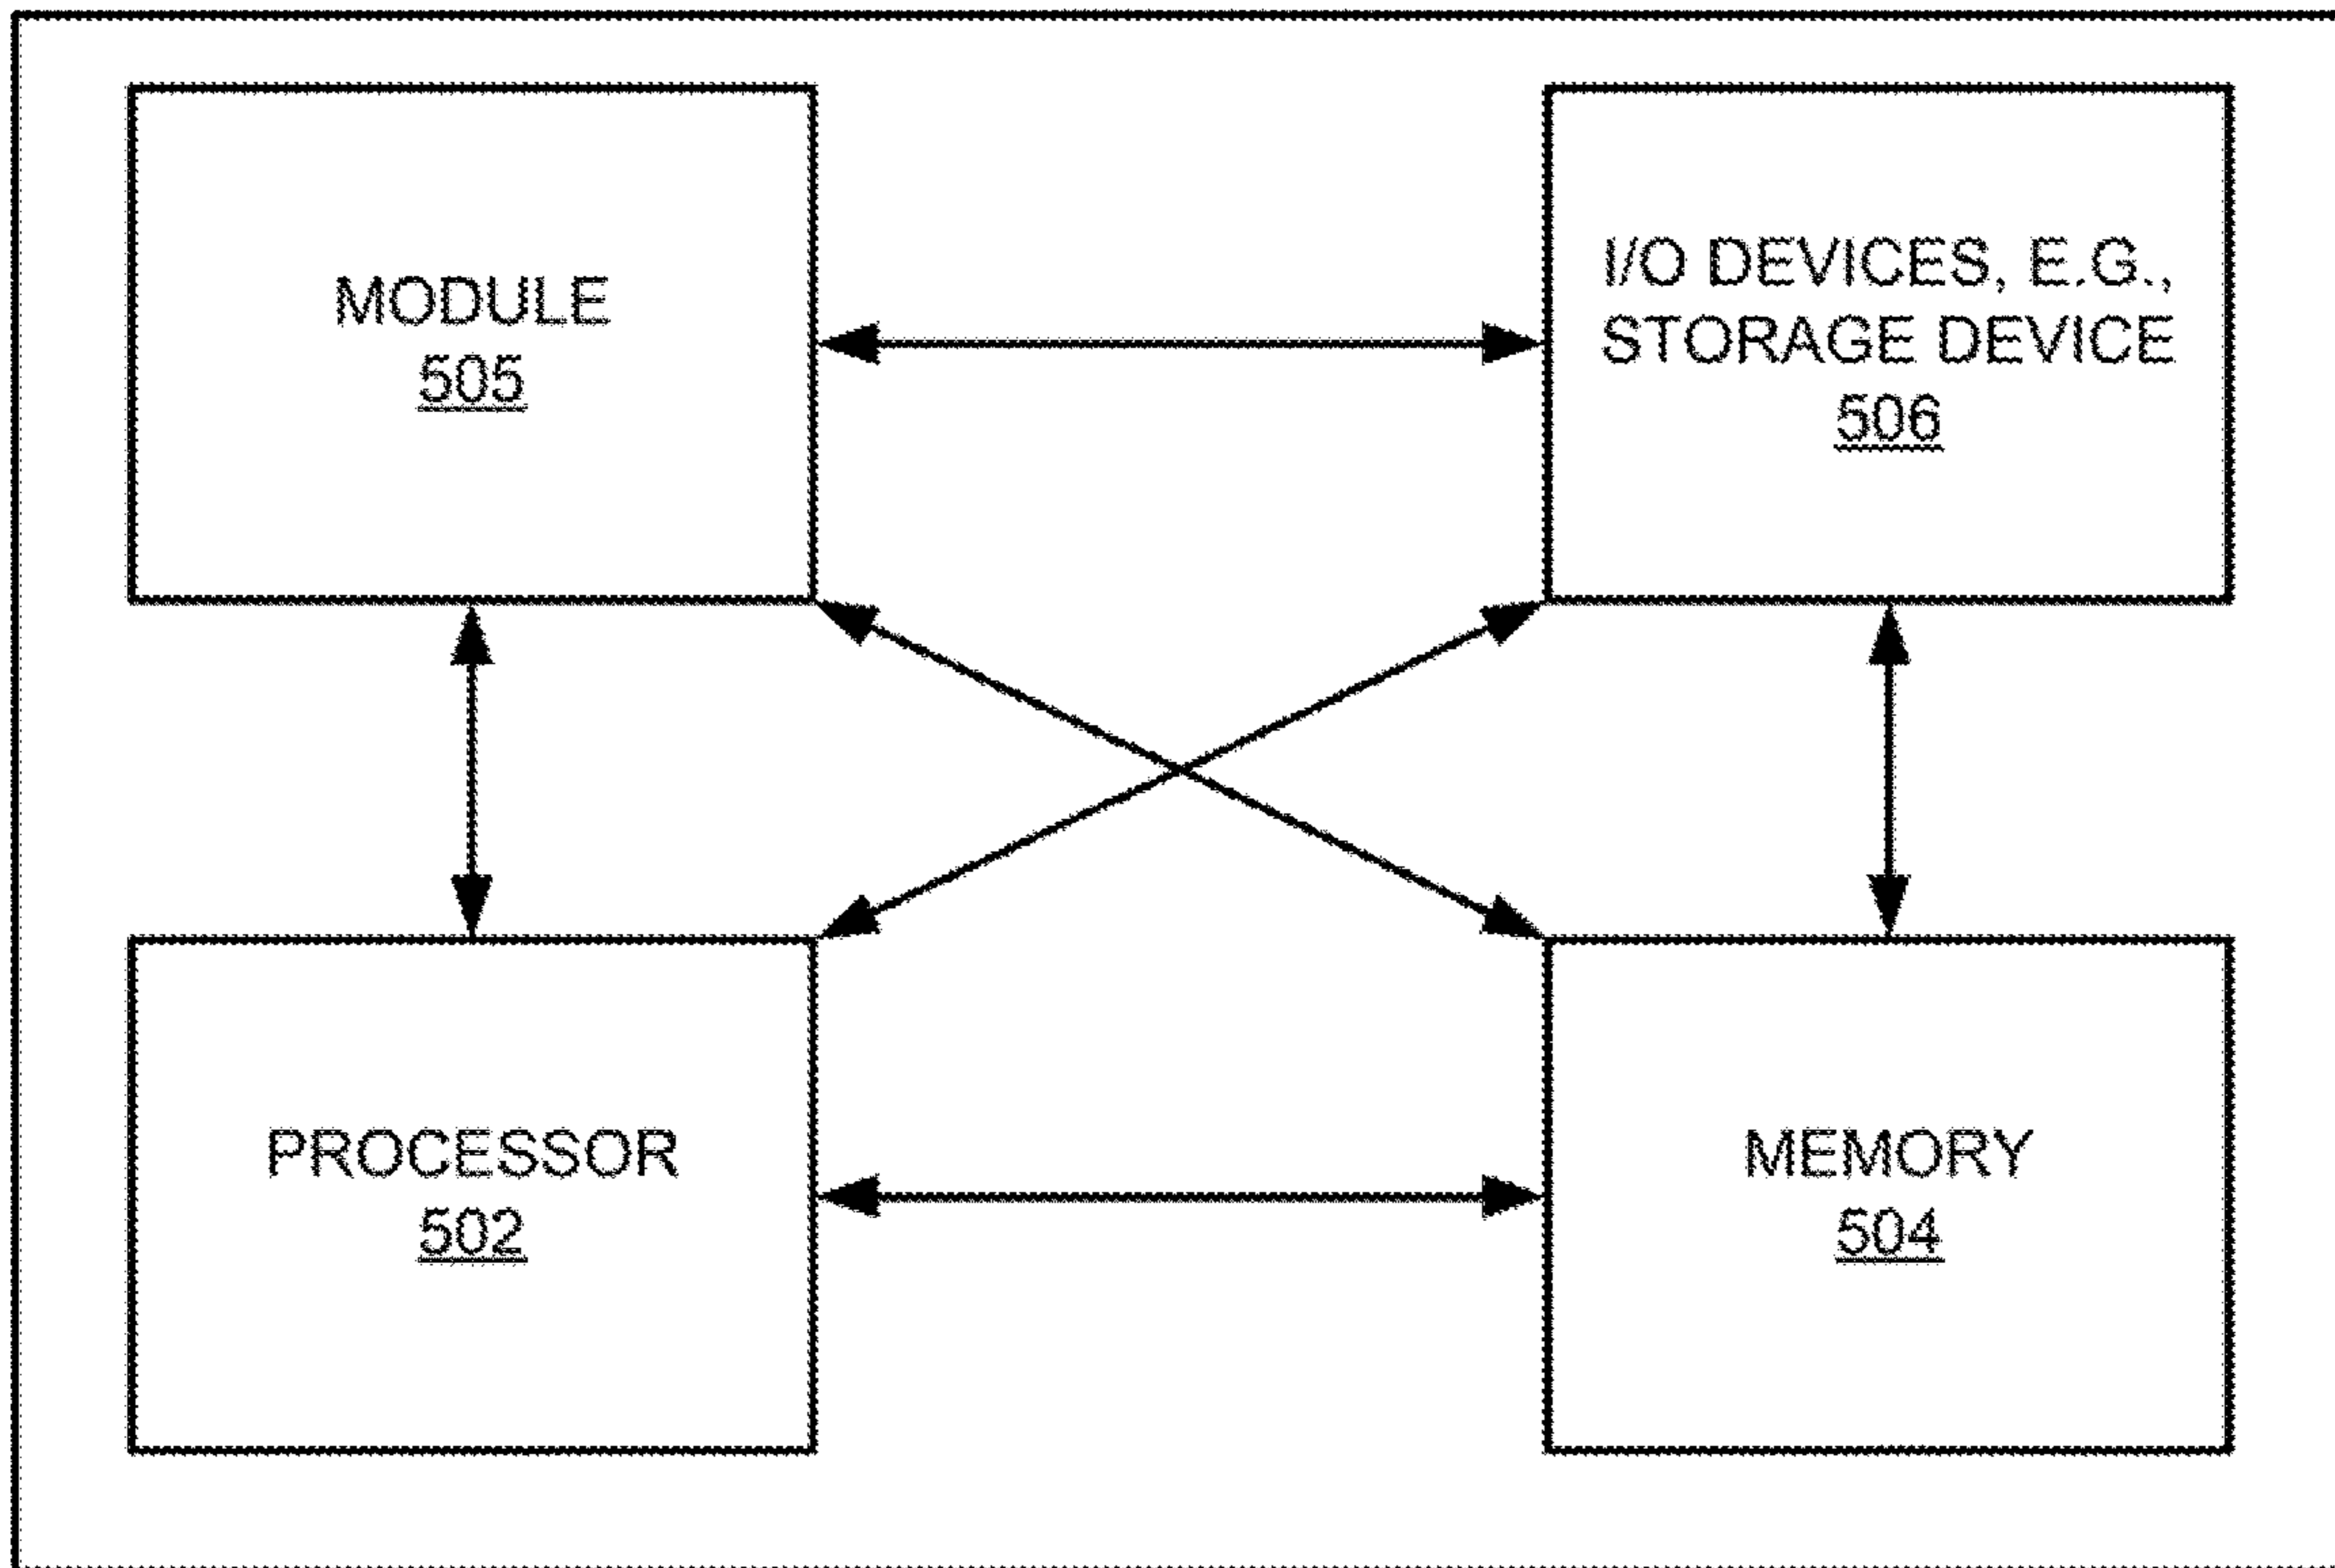 MODULE
505
I/O DEVICES, E.G.,
STORAGE DEVICE
506
PROCESSOR
502
MEMORY
504